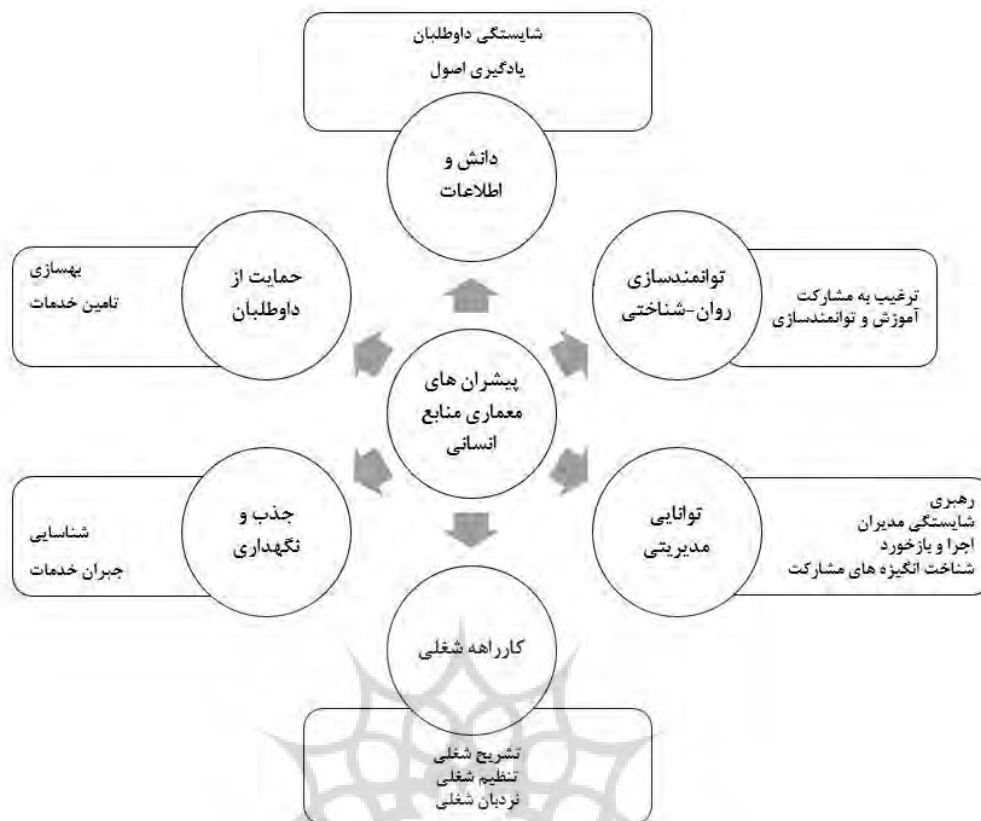 شایستگی داوطلبان
یادگیری اصول
دانش و
اطلاعات
توانمندسازی
روان-شناختی
ترغیب به مشارکت
آموزش و توانمندسازی
حمایت از
داوطلبان
بهسازی
تامین خدمات
پیشران های
معماری منابع
انسانی
توانایی
مدیریتی
رهبری
شایستگی مدیران
اجرا و بازخورد
شناخت انگیزه های مشارکت
جذب و
نگهداری
شناسایی
جبران خدمات
کارراهه شغلی
تشریح شغلی
تنظیم شغلی
نردبان شغلی